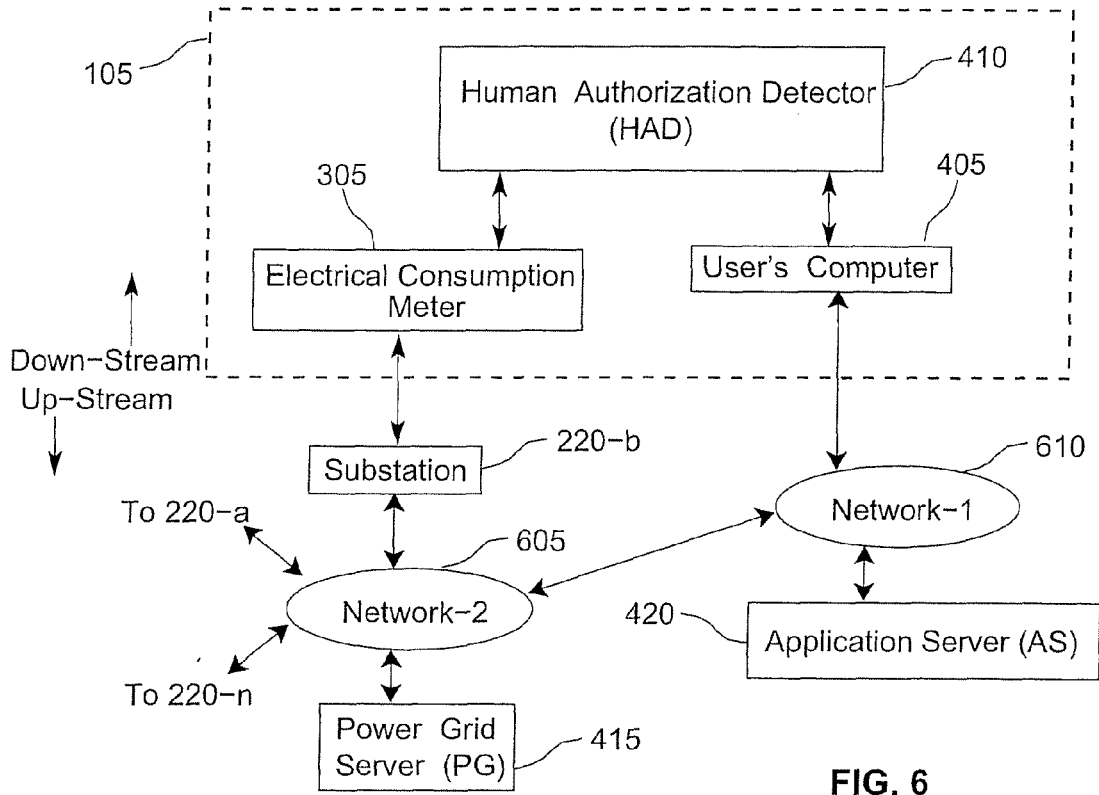 105
410
Human Authorization Detector
(HAD)
305
405
Electrical Consumption
Meter
User's Computer
Down-Stream
Up-Stream
Substation
220-b
610
To 220-a
605
Network-1
Network-2
420
Application Server (AS)
To 220-n
Power Grid
Server (PG)
415
FIG. 6